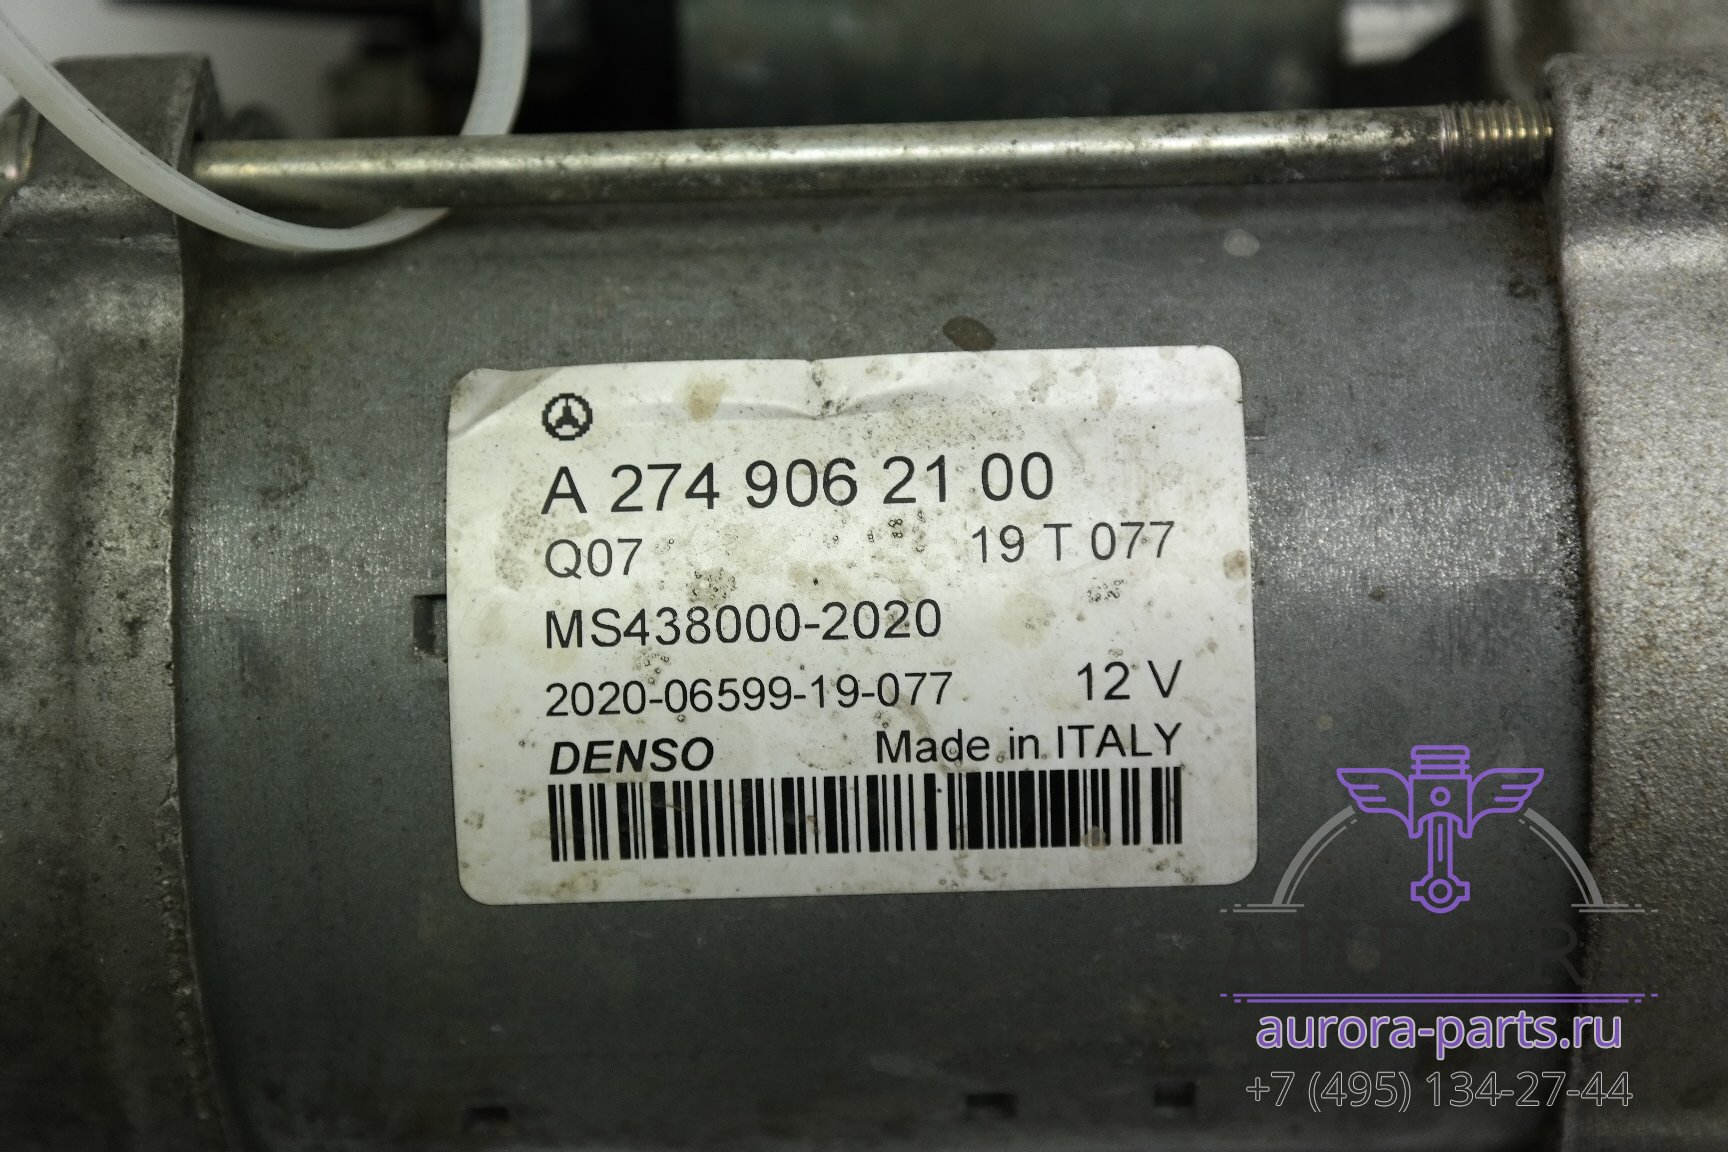 A 274 906 21 00
Q07 19 T 077
MS438000-2020
2020-06599-19-077 12 V
DENSO Made in ITALY
AURORA
aurora-parts.ru
+7 (495) 134-27-44